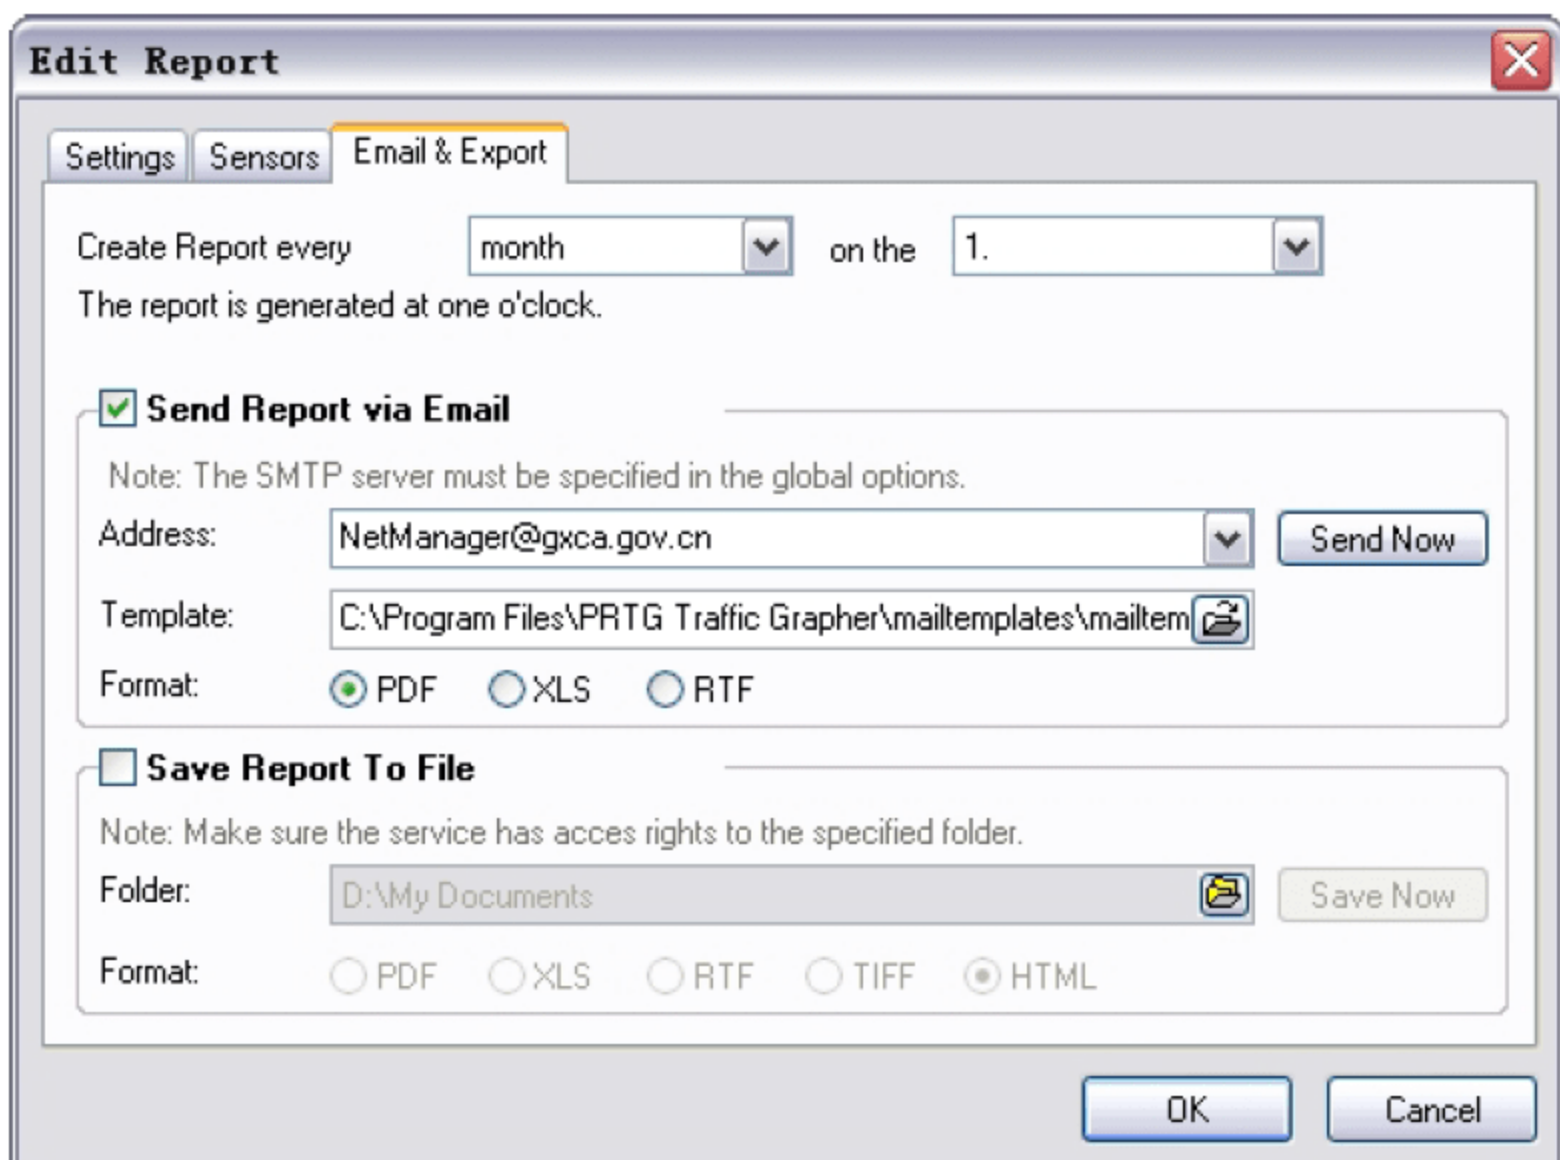 Edit Report
Settings Sensors Email & Export
Create Report every month on the 1.
The report is generated at one o'clock.
Send Report via Email
Note: The SMTP server must be specified in the global options.
Address: NetManager@gxca.gov.cn Send Now
Template: C:\Program Files\PRTG Traffic Grapher\mailtemplates\mailtem
Format: PDF XLS RTF
Save Report To File
Note: Make sure the service has acces rights to the specified folder.
Folder: D:\My Documents Save Now
Format: PDF XLS RTF TIFF HTML
OK Cancel